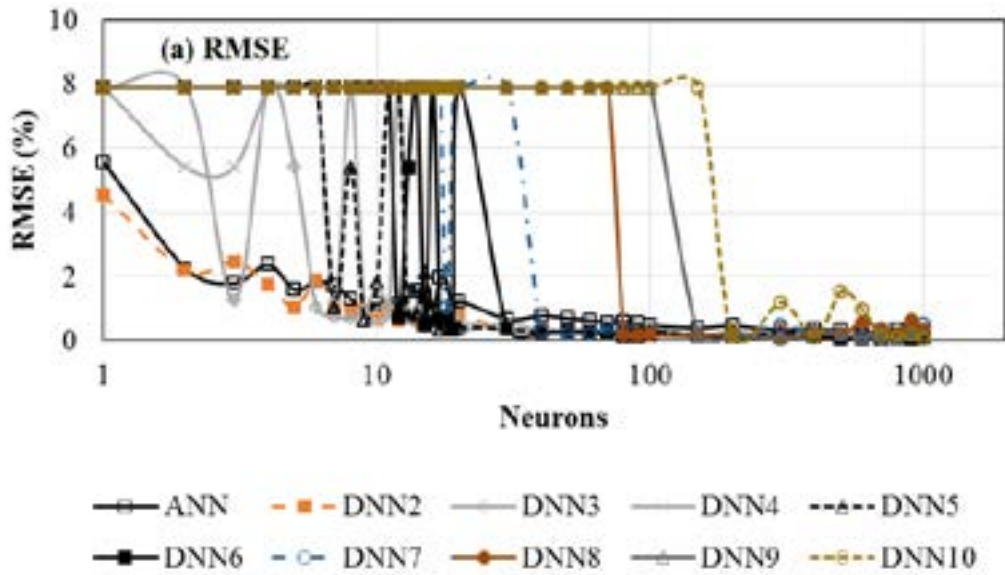 (a) RMSE
RMSE (%)
10
8
6
4
2
0
1 10 100 1000
Neurons
ANN DNN2 DNN3 DNN4 DNN5
DNN6 DNN7 DNN8 DNN9 DNN10